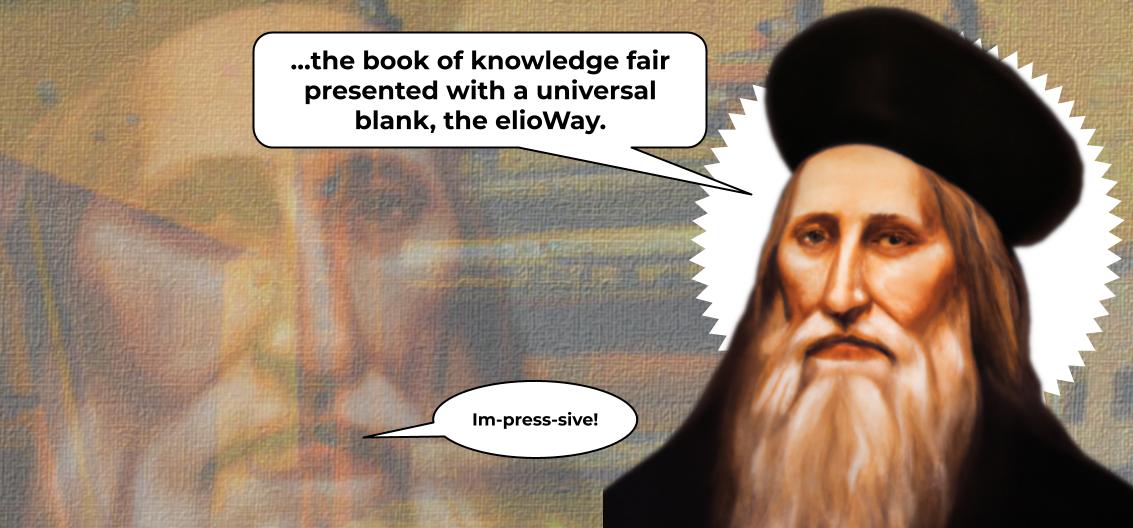 ...the book of knowledge fair
presented with a universal
blank, the elioWay.
Im-press-sive!